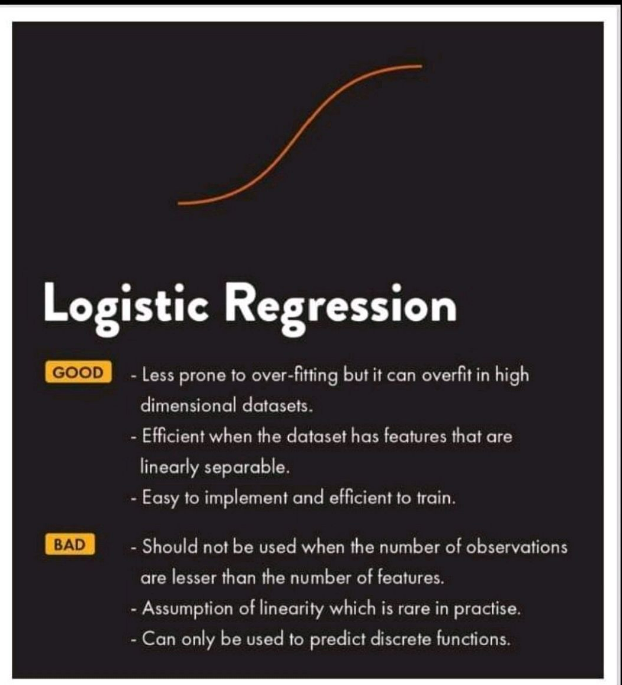 Logistic Regression
GOOD
- Less prone to over-fitting but it can overfit in high
dimensional datasets.
- Efficient when the dataset has features that are
linearly separable.
- Easy to implement and efficient to train.
BAD
- Should not be used when the number of observations
are lesser than the number of features.
- Assumption of linearity which is rare in practise.
- Can only be used to predict discrete functions.